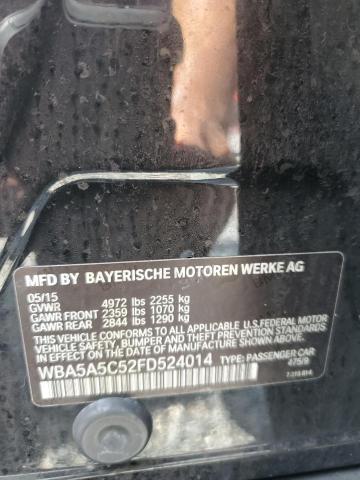 MFD BY BAYERISCHE MOTOREN WERKE AG
05/15
GVWR 4972 lbs 2255 kg
GAWR FRONT 2359 lbs 1070 kg
GAWR REAR 2844 lbs 1290 kg
THIS VEHICLE CONFORMS TO ALL APPLICABLE U.S.FEDERAL MOTOR
VEHICLE SAFETY, BUMPER, AND THEFT PREVENTION STANDARDS
IN EFFECT ON THE DATE OF MANUFACTURE SHOWN ABOVE.
WBA5A5C52FD524014 TYPE: PASSENGER CAR
475/9